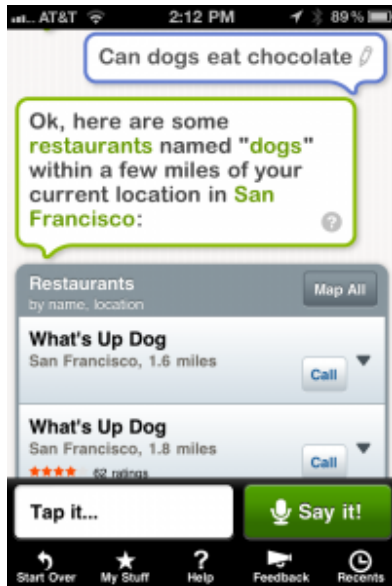 AT&T 2:12 PM 89%
Can dogs eat chocolate
Ok, here are some
restaurants named "dogs"
within a few miles of your
current location in San
Francisco:
?
Restaurants
by name, location
Map All
What's Up Dog
San Francisco, 1.6 miles
Call
What's Up Dog
San Francisco, 1.8 miles
62 ratings
Call
Tap it...
Say it!
Start Over My Stuff Help Feedback Recents